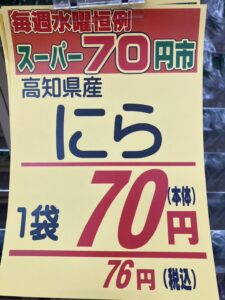 毎週水曜恒例
スーパー70円市
高知県産
にら
1袋70円(本体)
76円(税込)